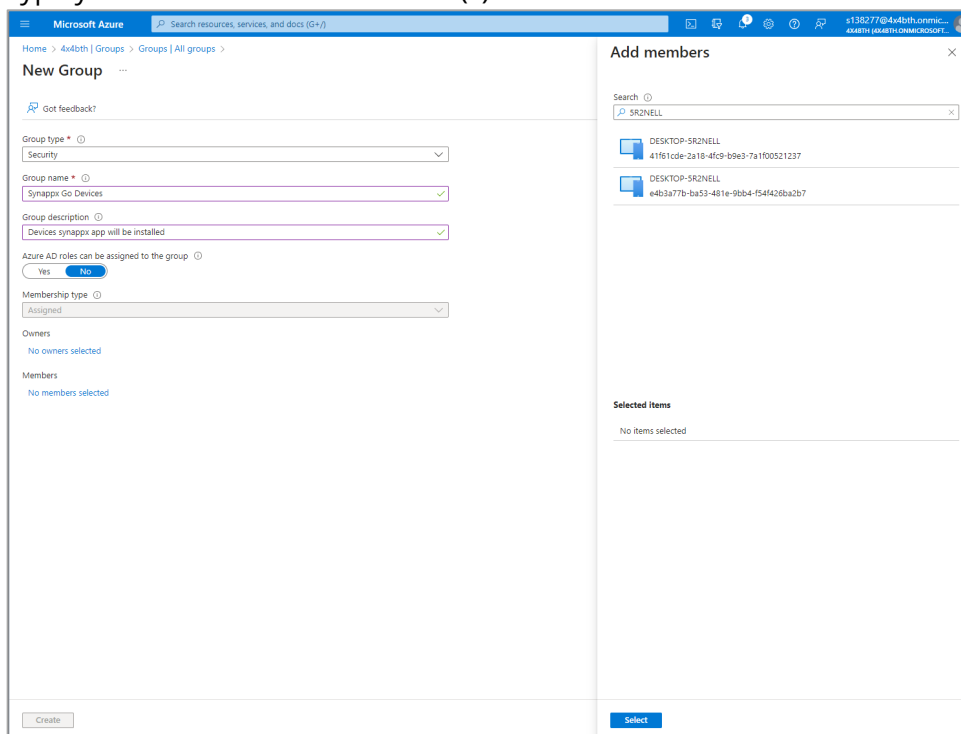 Microsoft Azure
Search resources, services, and docs (G+/)
3
s138277@4x4bth.onmic...
4X4BTH (4X4BTH.ONMICROSOFT...
Home > 4x4bth | Groups > Groups | All groups >
New Group ...
Got feedback?
Group type *
Security
Group name *
Synappx Go Devices
Group description
Devices synappx app will be installed
Azure AD roles can be assigned to the group
Yes No
Membership type
Assigned
Owners
No owners selected
Members
No members selected
Create
Add members
Search
5R2NELL
DESKTOP-5R2NELL
41f61cde-2a18-4fc9-b9e3-7a1f00521237
DESKTOP-5R2NELL
e4b3a77b-ba53-481e-9bb4-f54f426ba2b7
Selected items
No items selected
Select